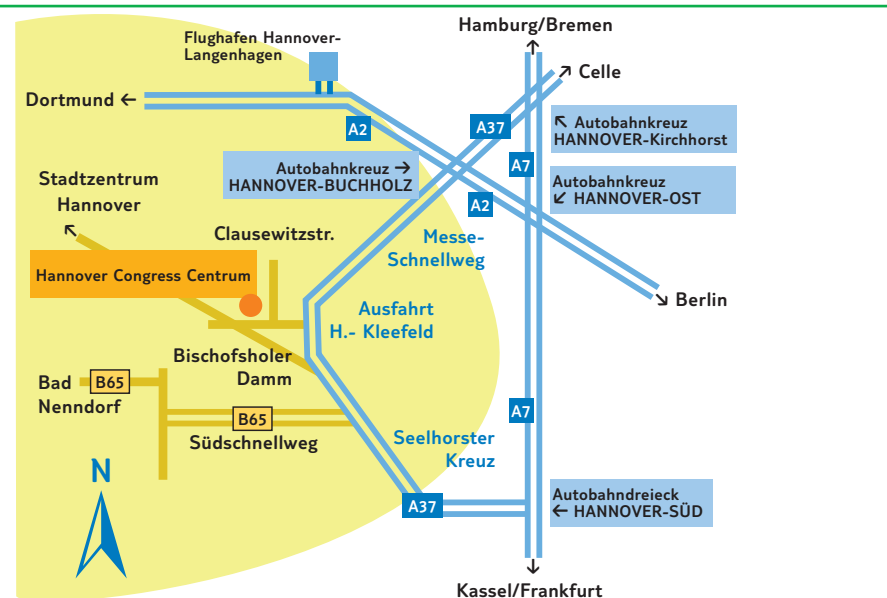 Hamburg/Bremen
Flughafen Hannover-
Langenhagen
↗ Celle
Dortmund ←
A2
A37
↖ Autobahnkreuz
HANNOVER-Kirchhorst
A7
Autobahnkreuz →
HANNOVER-BUCHHOLZ
Autobahnkreuz
↙ HANNOVER-OST
Stadtzentrum
Hannover
A2
Clausewitzstr.
Messe-
Schnellweg
Hannover Congress Centrum
↘ Berlin
Ausfahrt
H.- Kleefeld
Bischofsholer
Damm
Bad
Nenndorf
B65
B65
Südschnellweg
A7
Seelhorster
Kreuz
N
A37
Autobahndreieck
← HANNOVER-SÜD
Kassel/Frankfurt